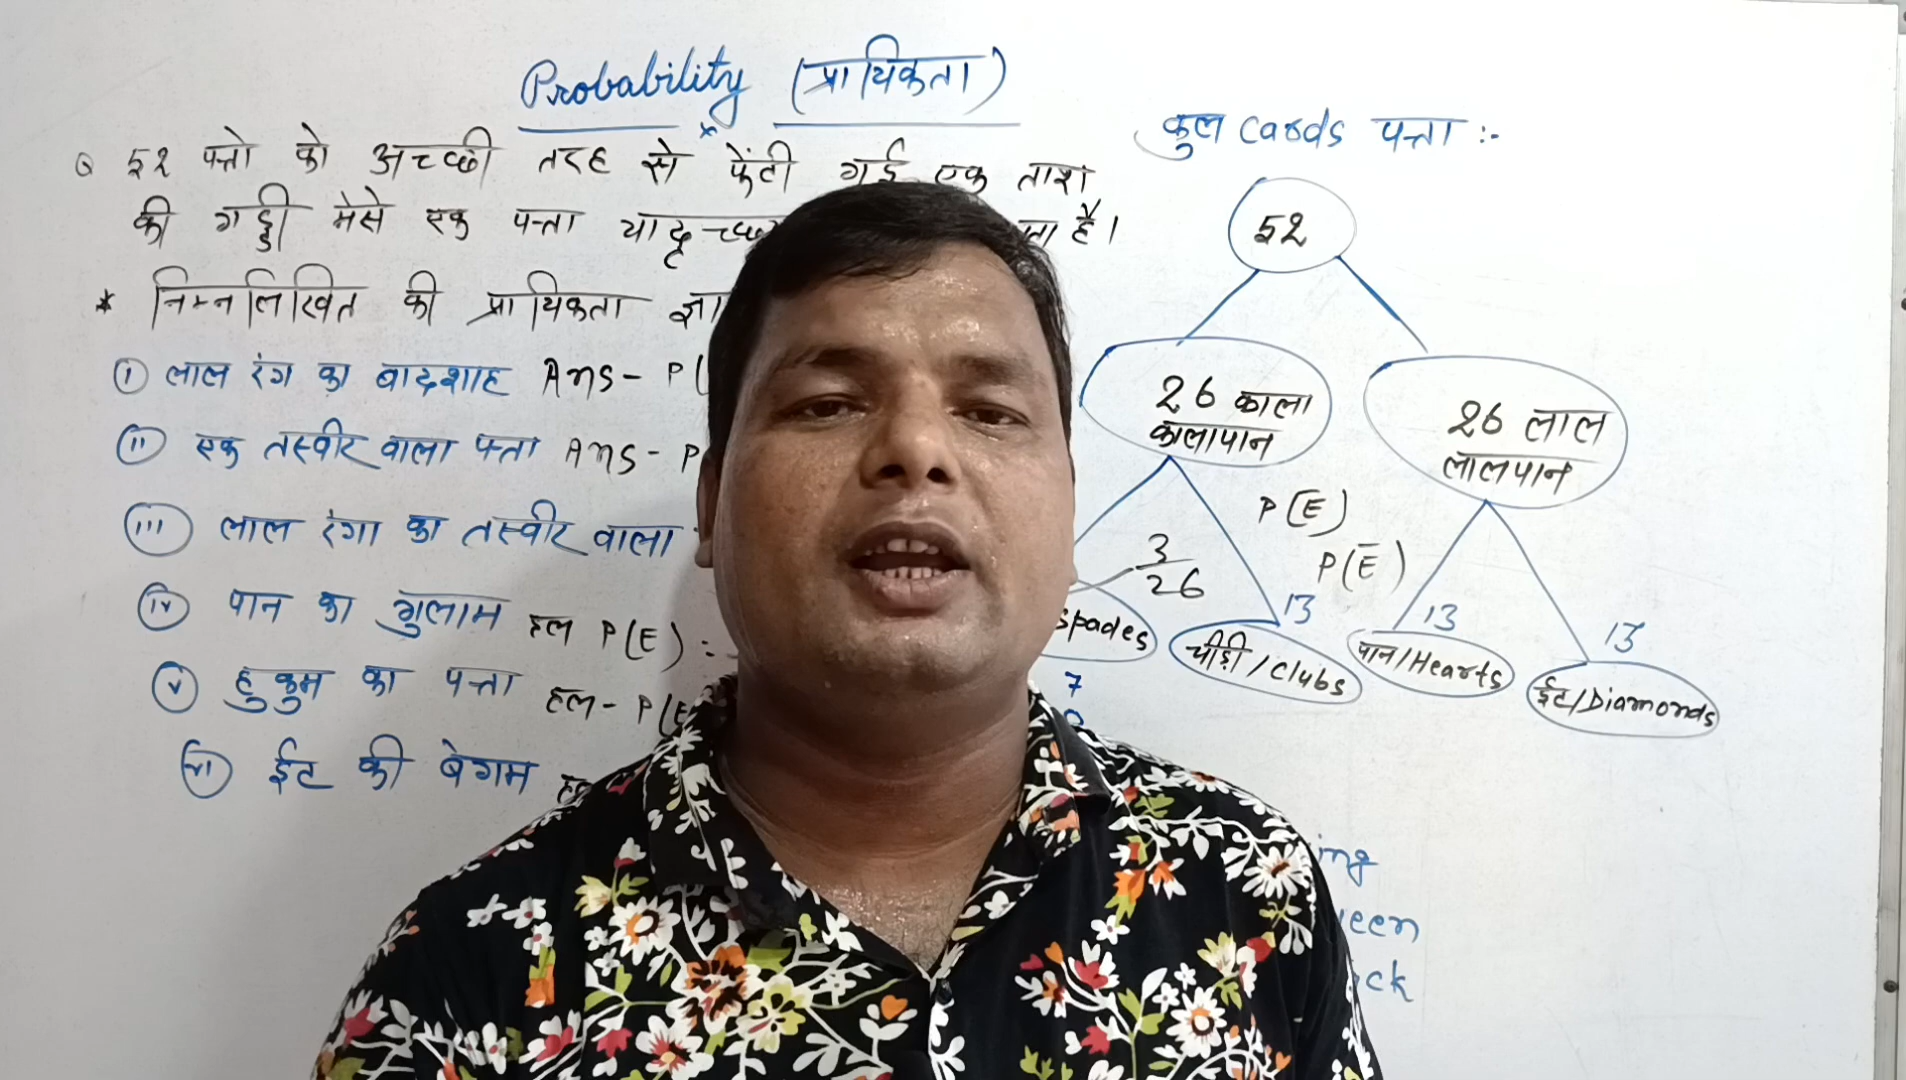 Probability (प्रायिकता)
Q 52 पत्तो को अच्छी तरह से फेंटी गई एक ताश
की गड्डी मेसे एक पत्ता है।
* निम्नलिखित की प्रायिकता
(i) लाल रंग का बादशाह Ans- P(
(ii) एक तस्वीर वाला पत्ता Ans- P
(iii) लाल रंगा का तस्वीर वाला
(iv) पान का गुलाम हल P(E):
(v) हुकुम का पत्ता हल- P(E
(vi) ईट की बेगम
कुल cards पत्ता :-
52
26 काला
कालापान
26 लाल
लालपान
P(E)
P(Ē)
3/26
13
13
13
spades
चीड़ी/Clubs
पान/Hearts
ईट/Diamonds
7
ing
een
ck